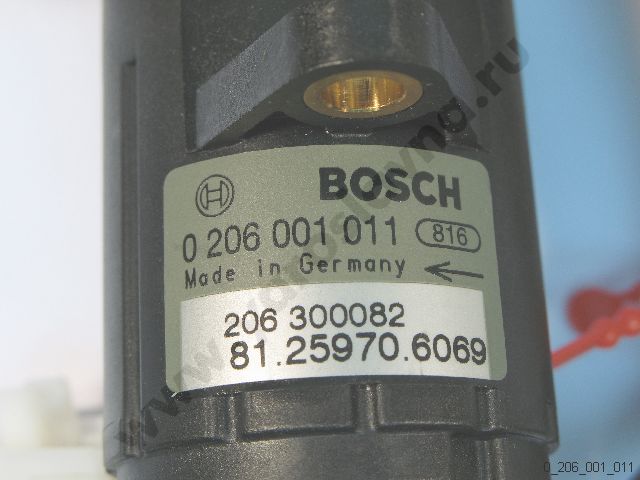 BOSCH
0 206 001 011 816
Made in Germany
206 300082
81.25970.6069
0_206_001_011